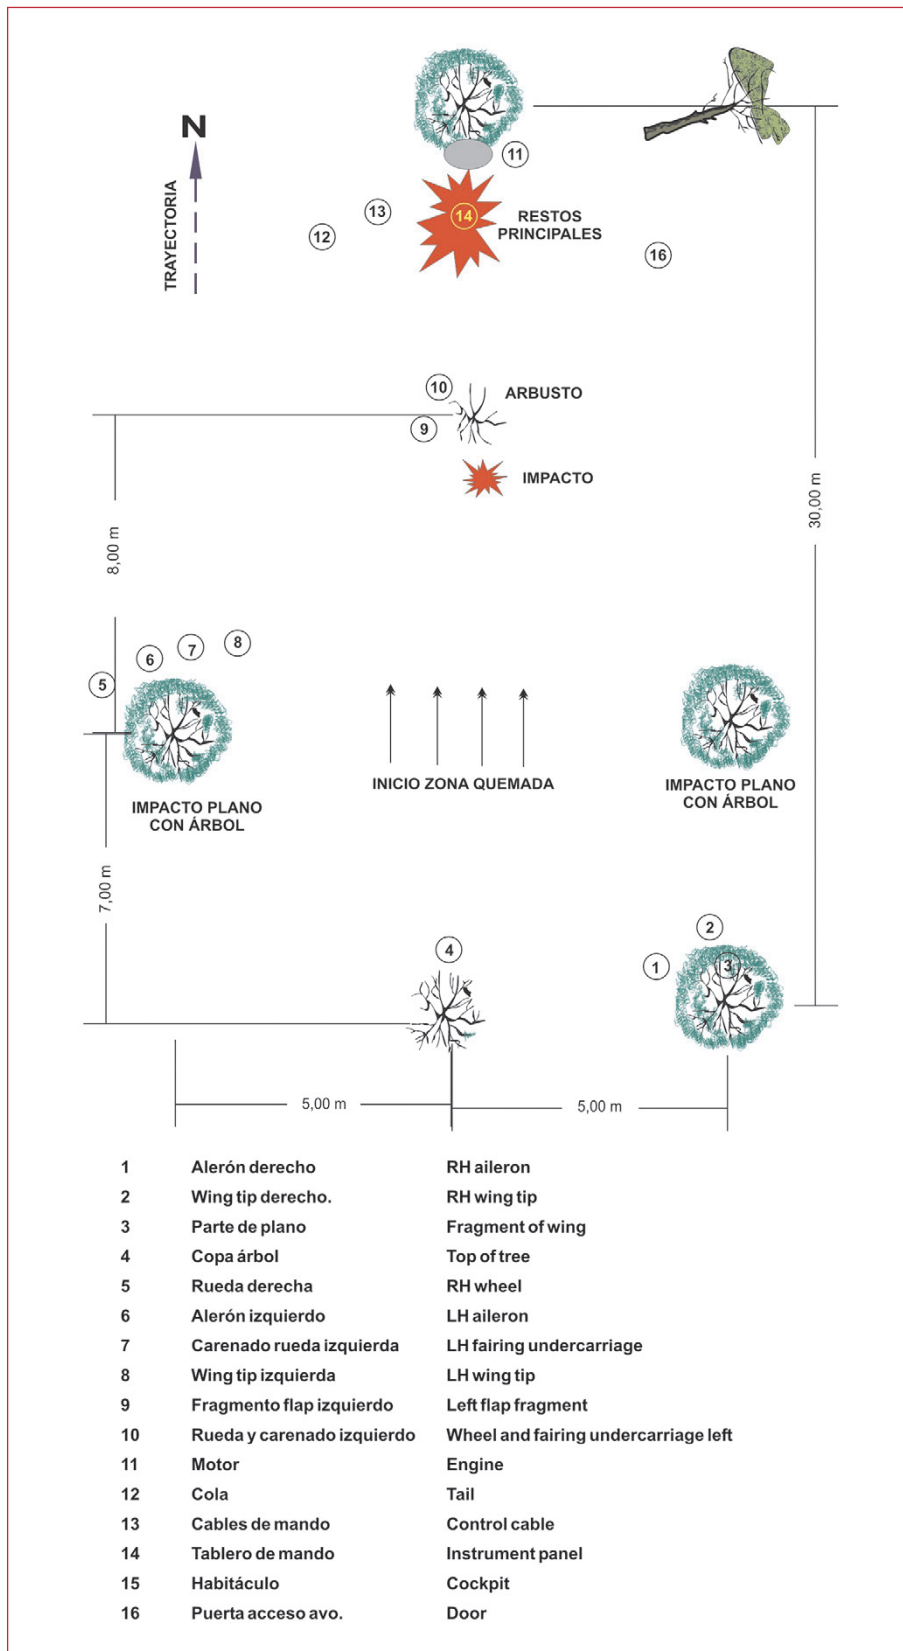 N
TRAYECTORIA
11
13
14
12
RESTOS
PRINCIPALES
16
10
ARBUSTO
9
IMPACTO
30,00 m
8,00 m
8
7
6
5
INICIO ZONA QUEMADA
IMPACTO PLANO
CON ÁRBOL
IMPACTO PLANO
CON ÁRBOL
7,00 m
2
4
1
3
5,00 m
5,00 m
1 Alerón derecho RH aileron
2 Wing tip derecho. RH wing tip
3 Parte de plano Fragment of wing
4 Copa árbol Top of tree
5 Rueda derecha RH wheel
6 Alerón izquierdo LH aileron
7 Carenado rueda izquierda LH fairing undercarriage
8 Wing tip izquierda LH wing tip
9 Fragmento flap izquierdo Left flap fragment
10 Rueda y carenado izquierdo Wheel and fairing undercarriage left
11 Motor Engine
12 Cola Tail
13 Cables de mando Control cable
14 Tablero de mando Instrument panel
15 Habitáculo Cockpit
16 Puerta acceso avo. Door